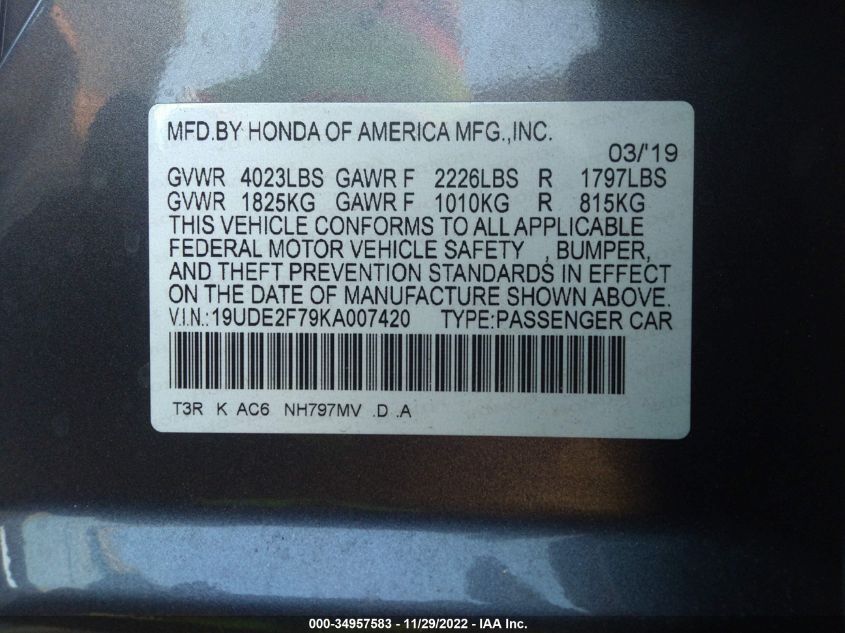 MFD.BY HONDA OF AMERICA MFG.,INC.
03/'19
GVWR 4023LBS GAWR F 2226LBS R 1797LBS
GVWR 1825KG GAWR F 1010KG R 815KG
THIS VEHICLE CONFORMS TO ALL APPLICABLE
FEDERAL MOTOR VEHICLE SAFETY , BUMPER,
AND THEFT PREVENTION STANDARDS IN EFFECT
ON THE DATE OF MANUFACTURE SHOWN ABOVE.
V.I.N.:19UDE2F79KA007420 TYPE:PASSENGER CAR
T3R K AC6 NH797MV .D .A
000-34957583 - 11/29/2022 - IAA Inc.